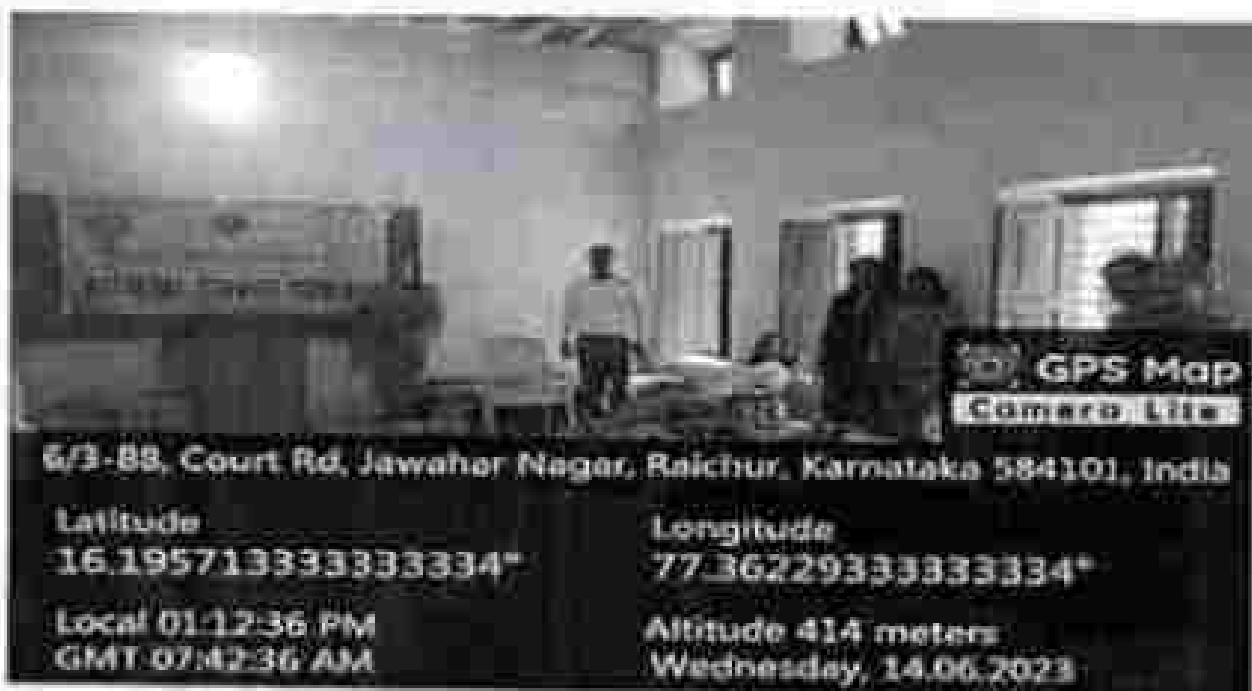 GPS Map
Camera Lite
6/3-88, Court Rd, Jawahar Nagar, Raichur, Karnataka 584101, India
Latitude
16.195713333333334°
Longitude
77.36229333333334°
Local 01:12:36 PM
GMT 07:42:36 AM
Altitude 414 meters
Wednesday, 14.06.2023